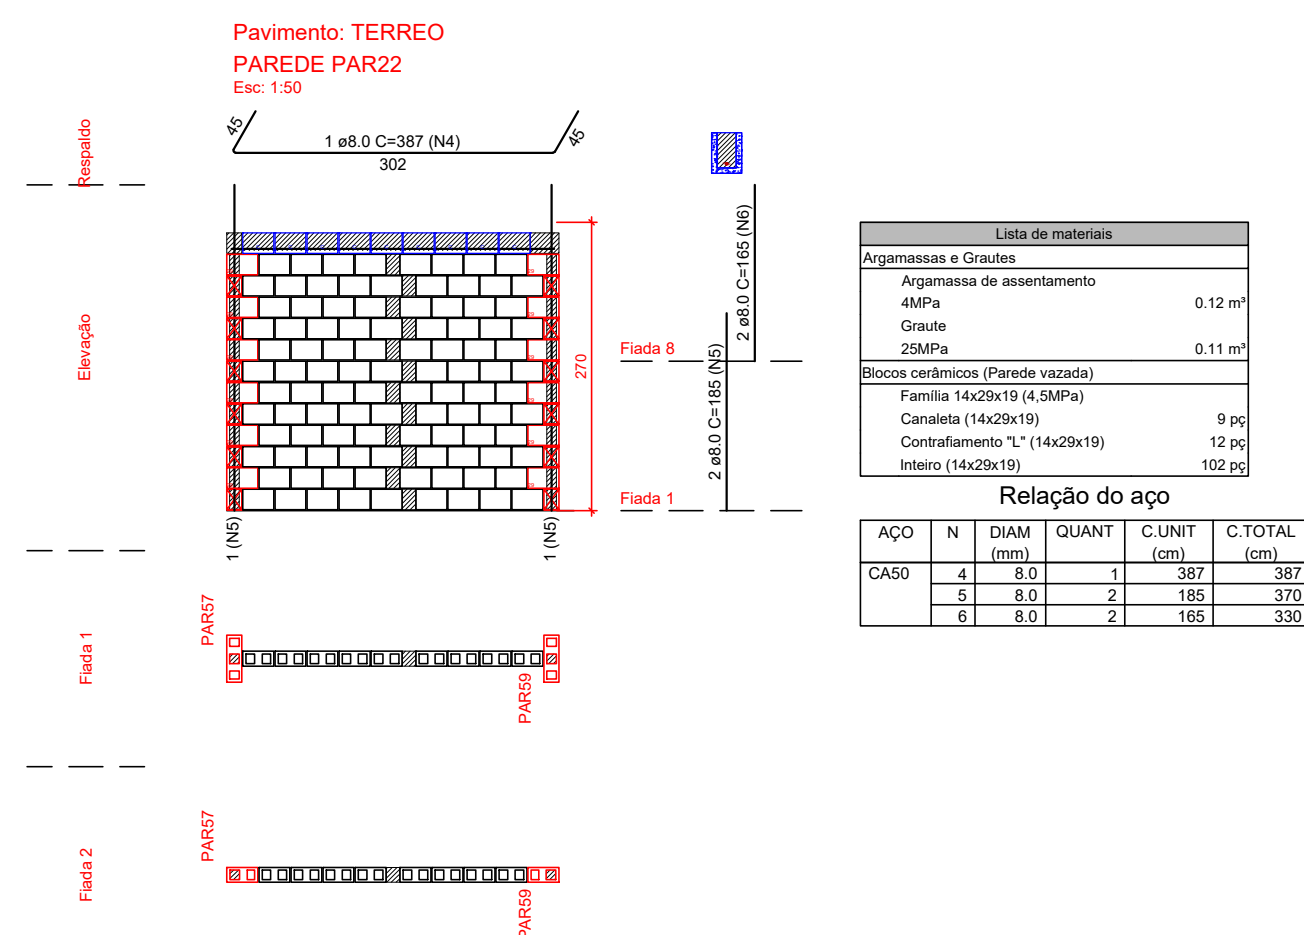 Pavimento: TERREO
PAREDE PAR22
Esc: 1:50
Respaldo
45
1 ø8.0 C=387 (N4)
45
302
Elevação
270
2 ø8.0 C=165 (N6)
2 ø8.0 C=185 (N5)
Fiada 8
Fiada 1
1 (N5)
1 (N5)
Lista de materiais
Argamassas e Grautes
Argamassa de assentamento
4MPa 0.12 m³
Graute
25MPa 0.11 m³
Blocos cerâmicos (Parede vazada)
Família 14x29x19 (4,5MPa)
Canaleta (14x29x19) 9 pç
Contrafiamento "L" (14x29x19) 12 pç
Inteiro (14x29x19) 102 pç
Relação do aço
AÇO N DIAM QUANT C.UNIT C.TOTAL
(mm) (cm) (cm)
CA50 4 8.0 1 387 387
5 8.0 2 185 370
6 8.0 2 165 330
Fiada 1
PAR57
PAR59
Fiada 2
PAR57
PAR59